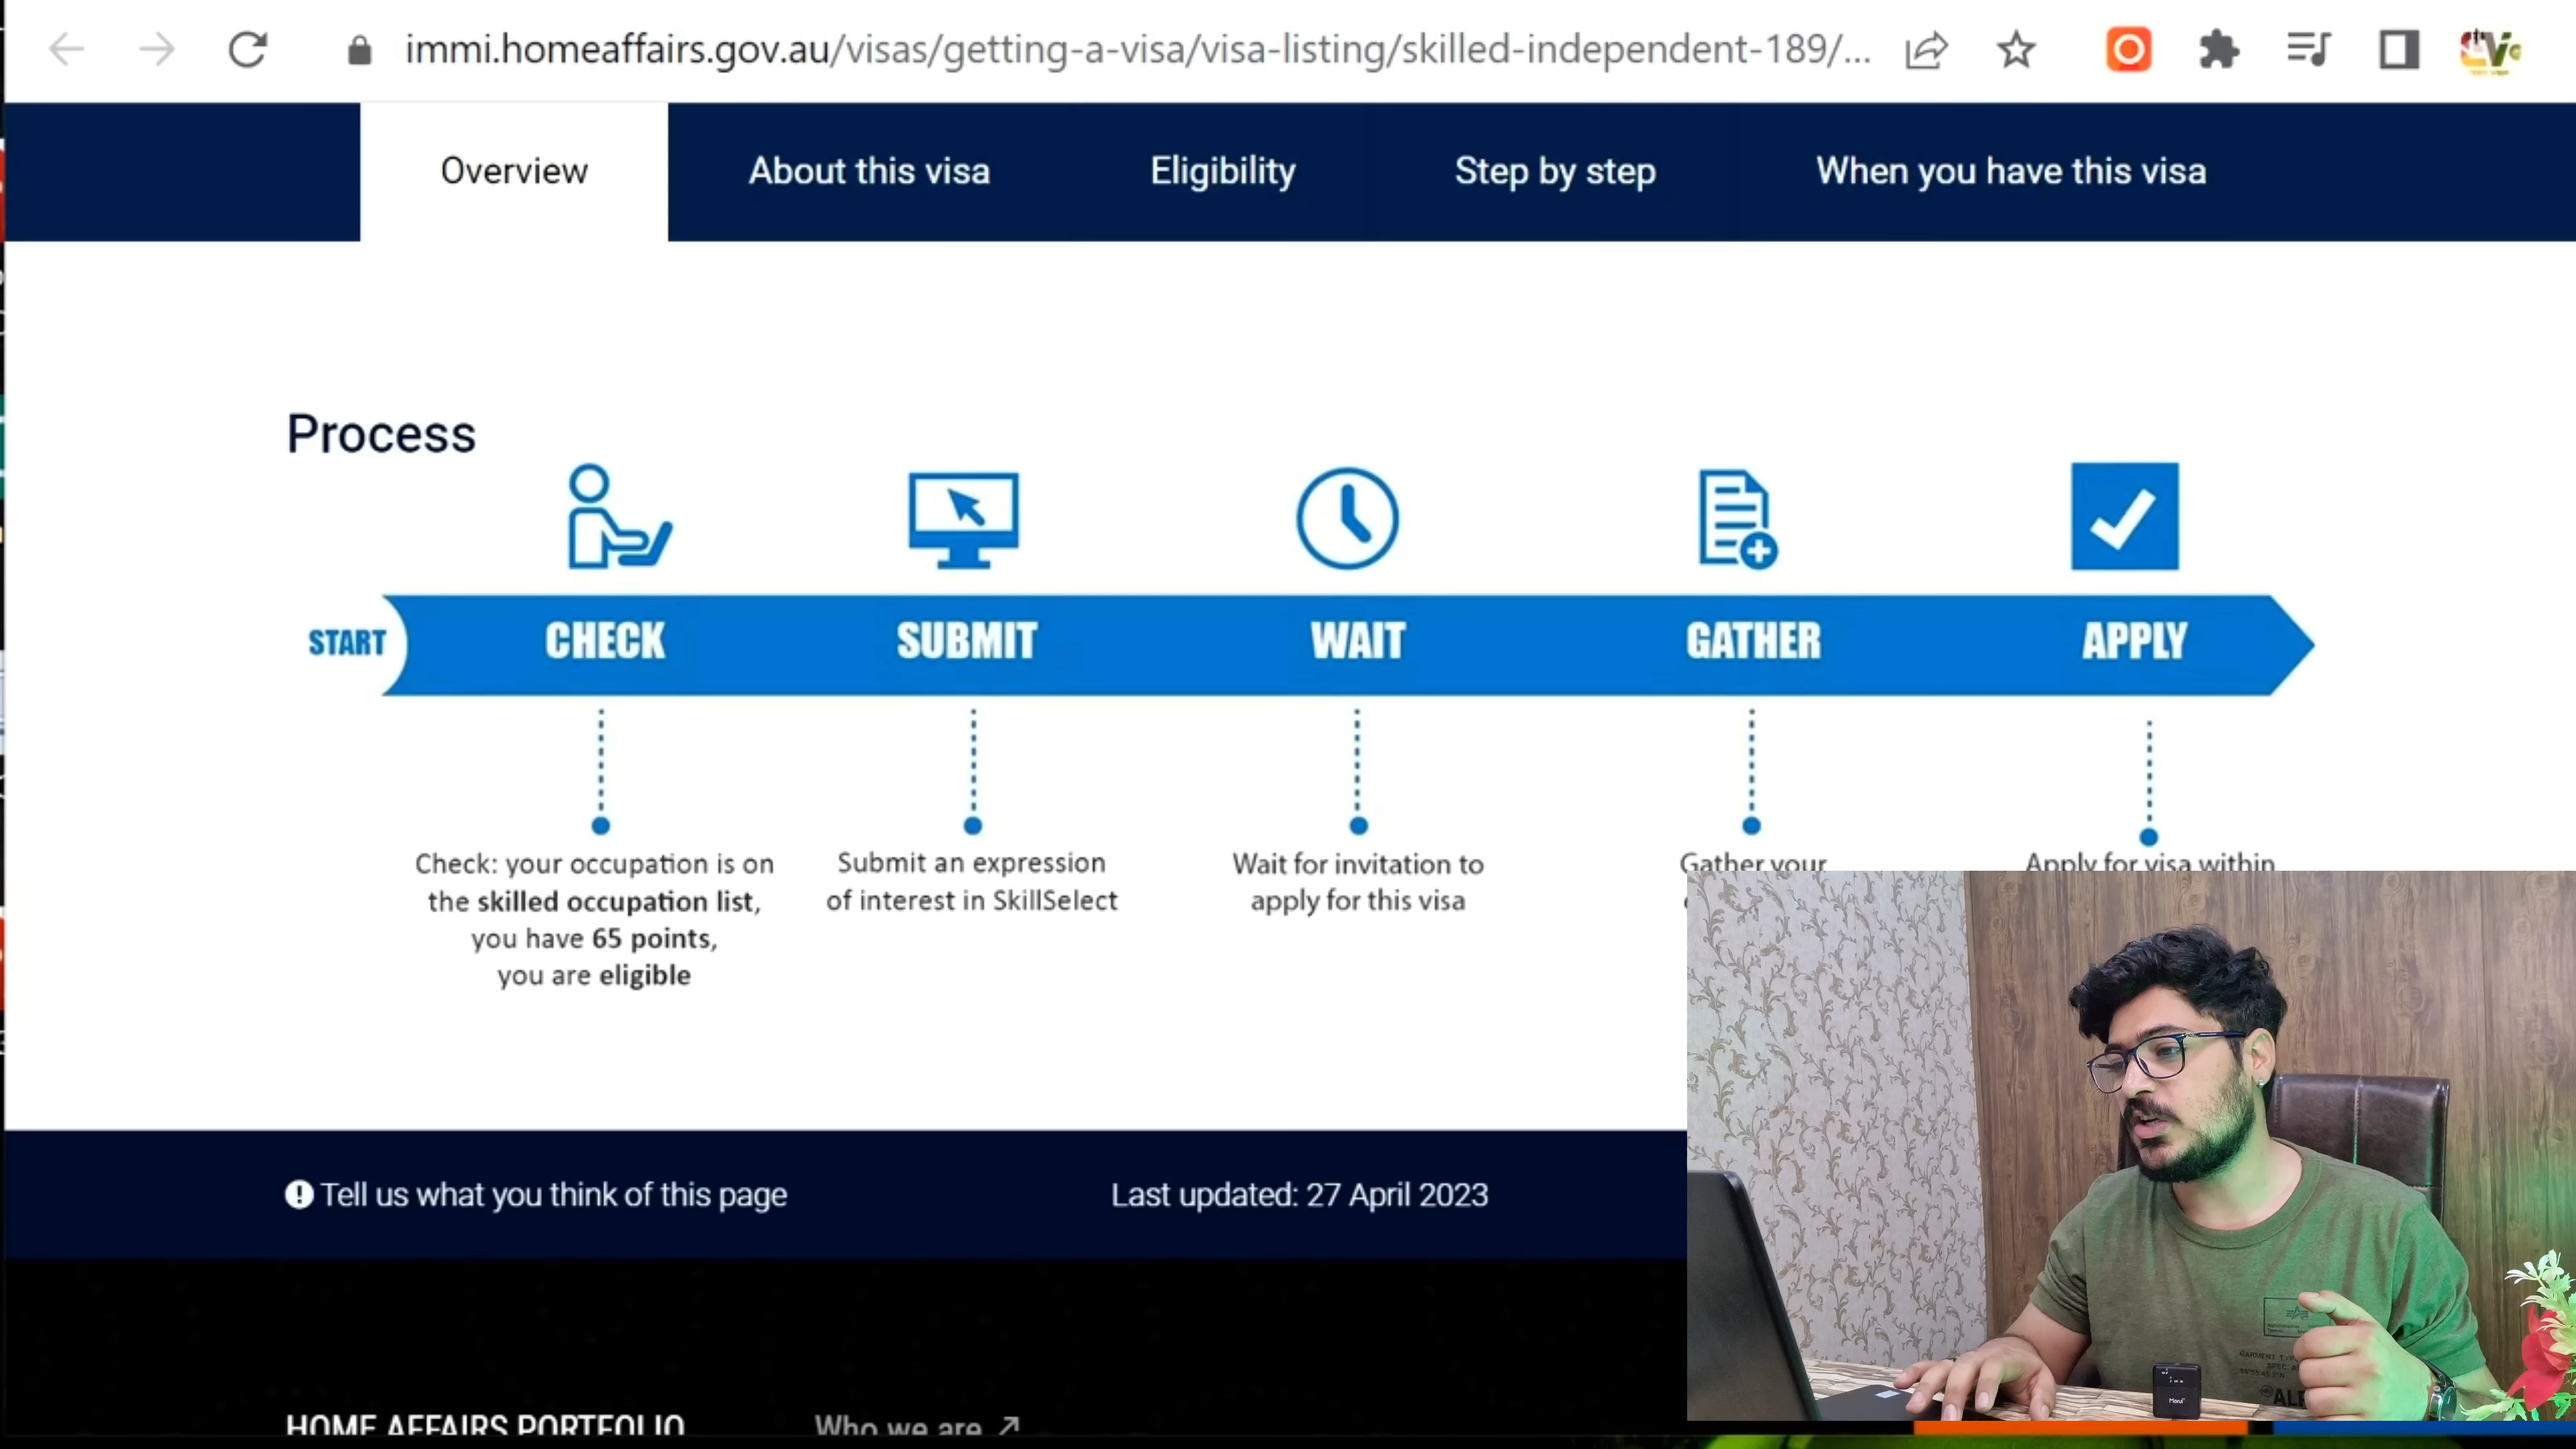 immi.homeaffairs.gov.au/visas/getting-a-visa/visa-listing/skilled-independent-189/...
Overview
About this visa
Eligibility
Step by step
When you have this visa
Process
START
CHECK
SUBMIT
WAIT
GATHER
APPLY
Check: your occupation is on
the skilled occupation list,
you have 65 points,
you are eligible
Submit an expression
of interest in SkillSelect
Wait for invitation to
apply for this visa
Gather your
Apply for visa within
Tell us what you think of this page
Last updated: 27 April 2023
HOME AFFAIRS PORTFOLIO
Who we are